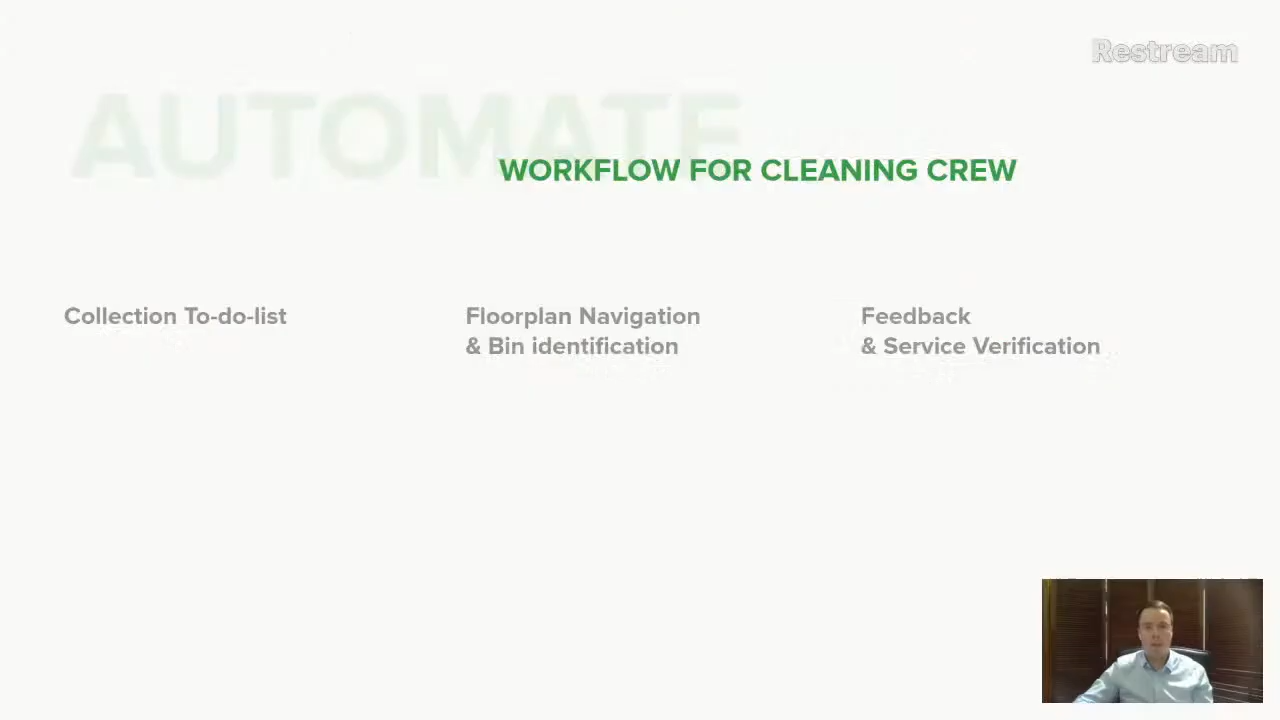 Restream
AUTOMATE
WORKFLOW FOR CLEANING CREW
Collection To-do-list
Floorplan Navigation
& Bin identification
Feedback
& Service Verification